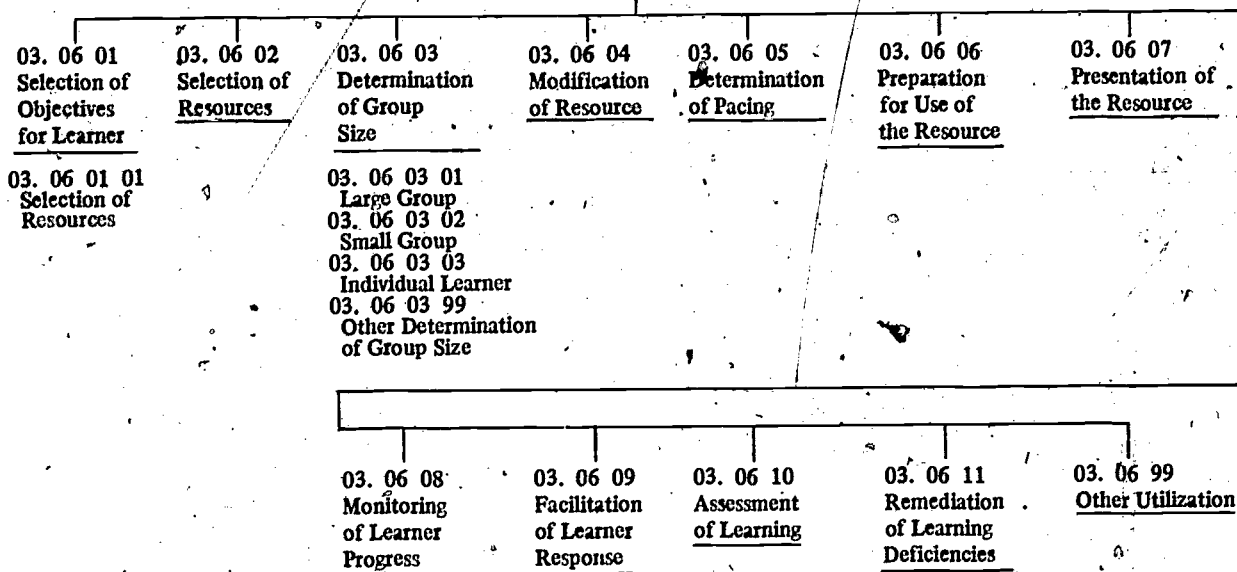 03. 06 01
Selection of
Objectives
for Learner
03. 06 01 01
Selection of
Resources
03. 06 02
Selection of
Resources
03. 06 03
Determination
of Group
Size
03. 06 03 01
Large Group
03. 06 03 02
Small Group
03. 06 03 03
Individual Learner
03. 06 03 99
Other Determination
of Group Size
03. 06 04
Modification
of Resource
03. 06 05
Determination
of Pacing
03. 06 06
Preparation
for Use of
the Resource
03. 06 07
Presentation of
the Resource
03. 06 08
Monitoring
of Learner
Progress
03. 06 09
Facilitation
of Learner
Response
03. 06 10
Assessment
of Learning
03. 06 11
Remediation
of Learning
Deficiencies
03. 06 99
Other Utilization